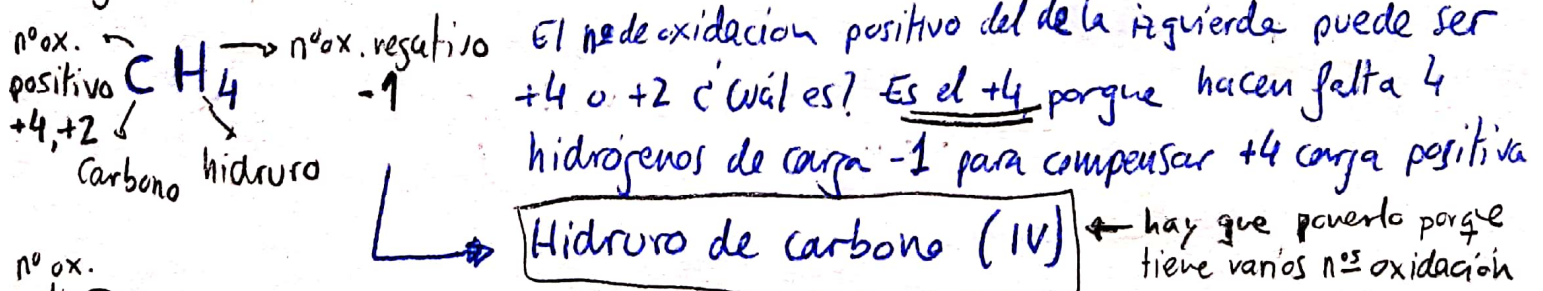 nº ox.
positivo
+4,+2
C H4
nº ox. negativo
-1
Carbono
hidruro
El nº de oxidacion positivo del de la izquierda puede ser
+4 o +2 ¿Cuál es? Es el +4 porque hacen falta 4
hidrógenos de carga -1 para compensar +4 carga positiva
Hidruro de carbono (IV)
hay que ponerlo porque
tiene varios nºs oxidación
nº ox.